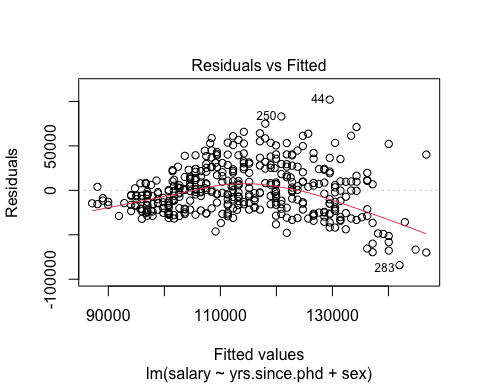 Residuals vs Fitted
Residuals
50000
0
-100000
44
250
283
90000 110000 130000
Fitted values
lm(salary ~ yrs.since.phd + sex)